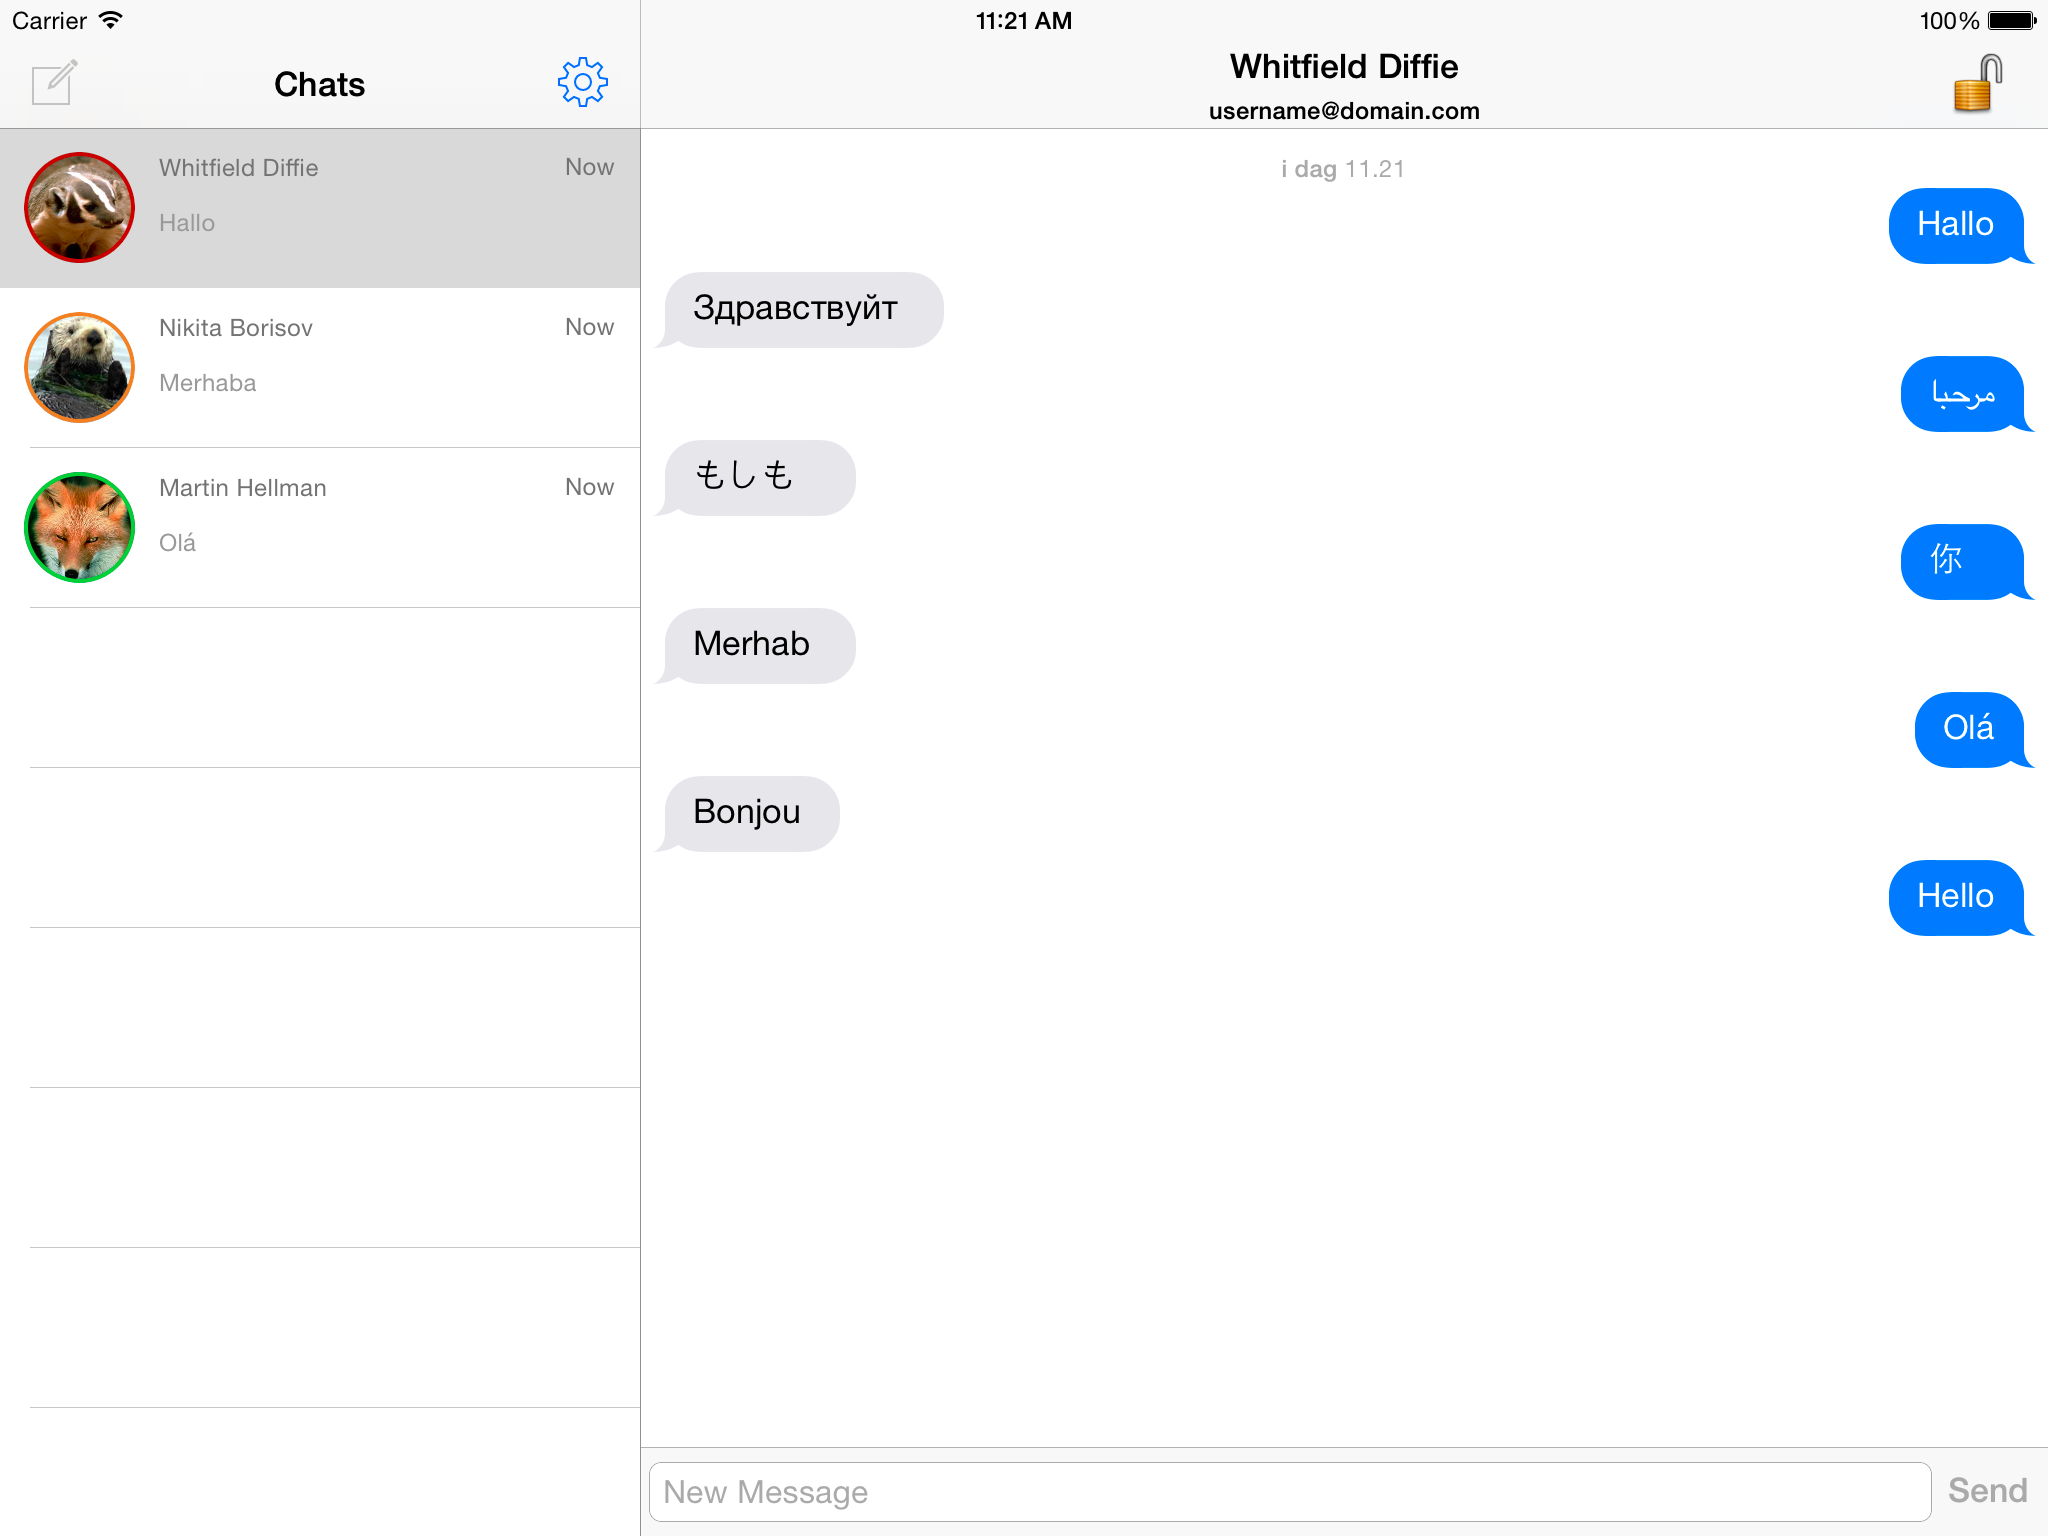 Carrier
11:21 AM
100%
Chats
Whitfield Diffie
Now
Hallo
Nikita Borisov
Now
Merhaba
Martin Hellman
Now
Olá
Whitfield Diffie
username@domain.com
i dag 11.21
Hallo
Здравствуйт
مرحبا
もしも
你
Merhab
Olá
Bonjou
Hello
New Message
Send